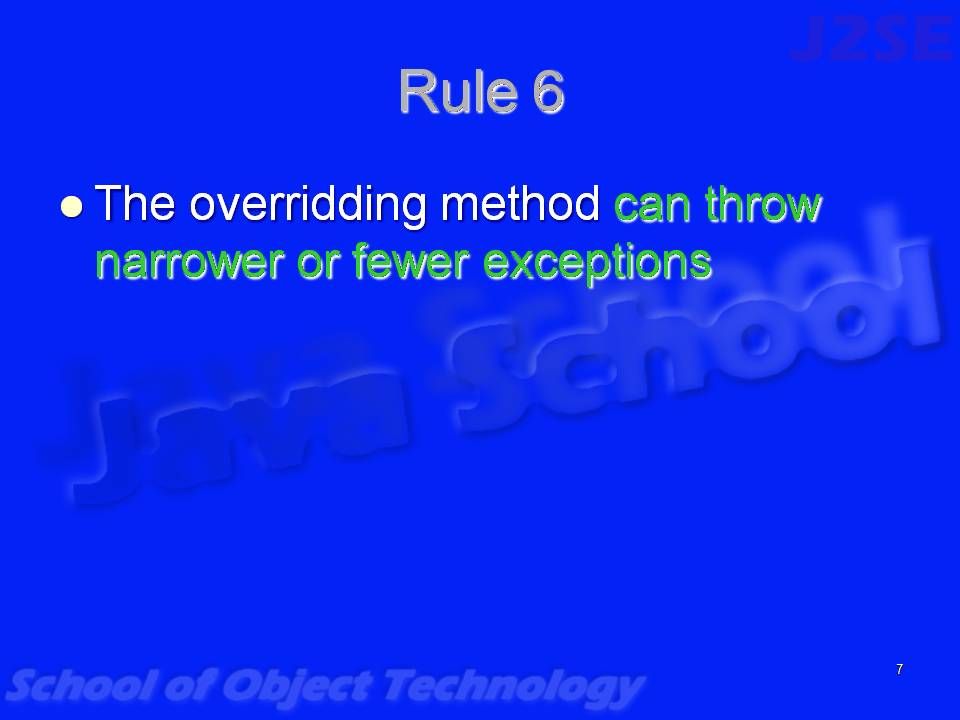 J2SE
Rule 6
The overridding method can throw
narrower or fewer exceptions
Java School
School of Object Technology
7